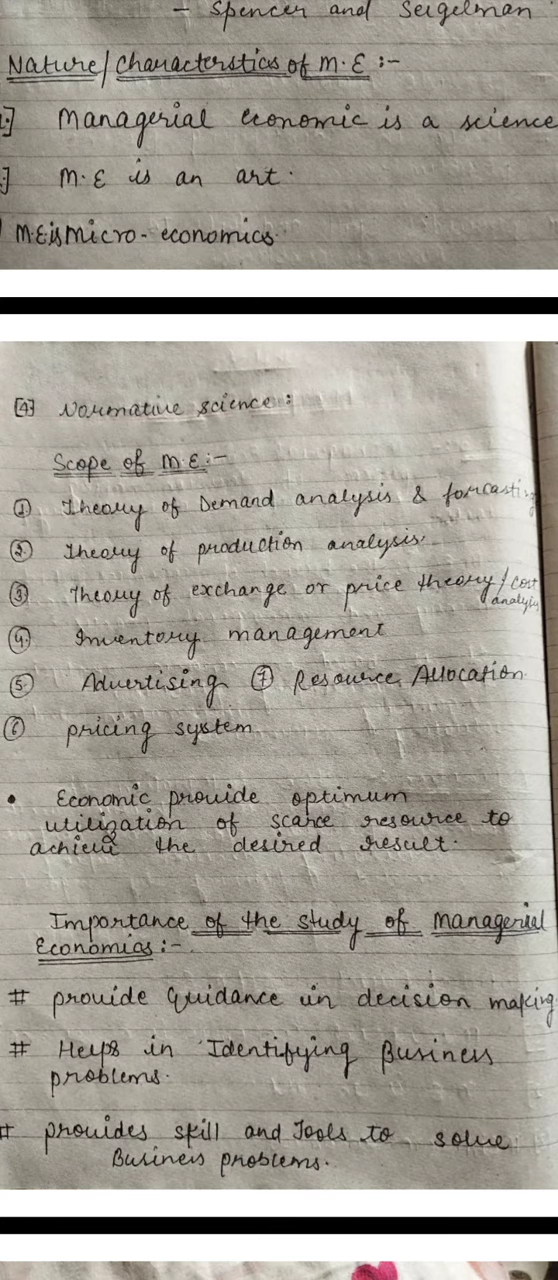 - Spencer and Seigelman
Nature/Characterstics of M.E :-
1.] Managerial economic is a science
.] M.E is an art.
M.E is Micro-economics.
[4] Normative science:
Scope of M.E:-
① Theory of Demand analysis & forcasting
② Theory of production analysis.
③ Theory of exchange or price theory/cost
analysis
④ Inventory management
⑤ Advertising ⑦ Resource Allocation.
⑥ pricing system
• Economic provide optimum
utilization of scarce resource to
achieve the desired result.
Importance of the study of Managerial
Economics:-
# provide Guidance in decision making
# Helps in Identifying Business
problems.
# provides skill and Tools to solve
Business problems.